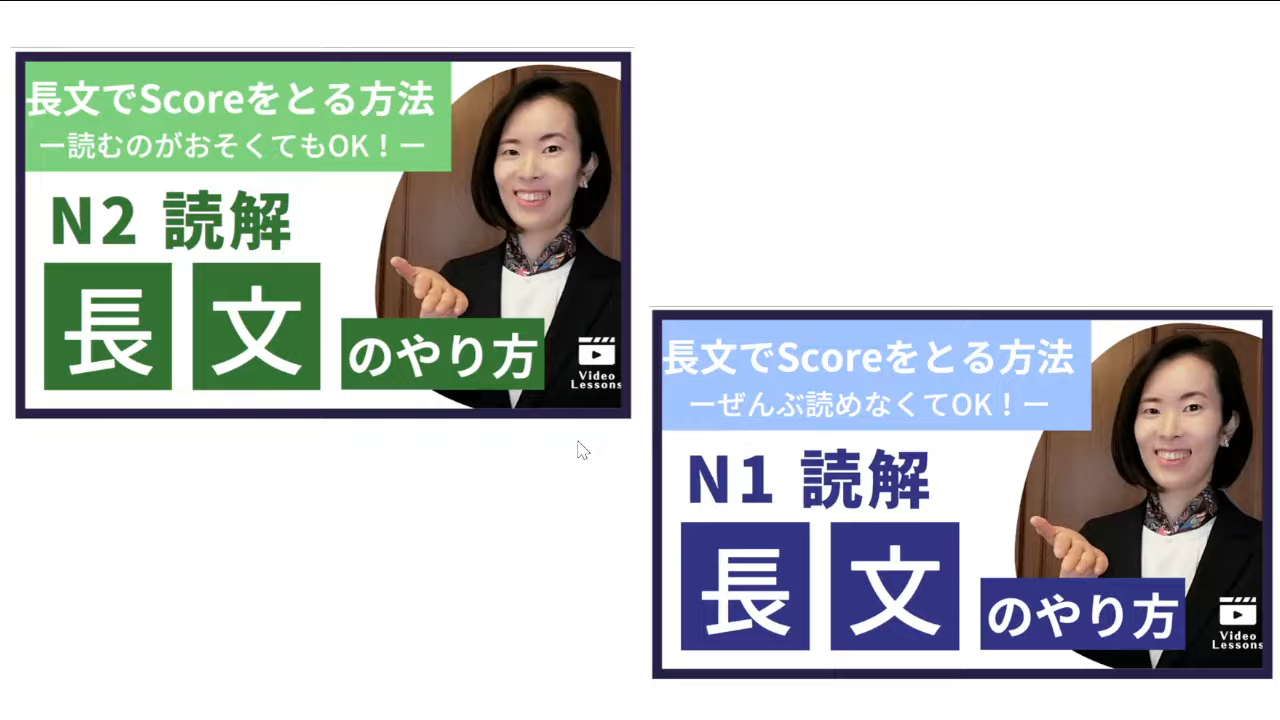 長文でScoreをとる方法
ー読むのがおそくてもOK！ー
N2 読解
長文のやり方
Video
Lessons
長文でScoreをとる方法
ーぜんぶ読めなくてOK！ー
N1 読解
長文のやり方
Video
Lessons